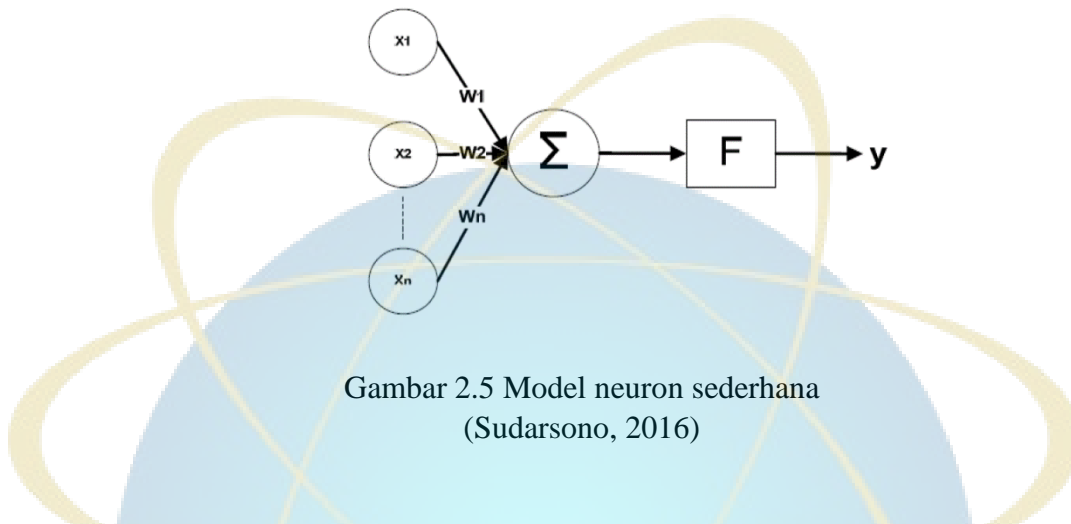 X1
W1
X2
W2
Σ
F
y
Wn
Xn
Gambar 2.5 Model neuron sederhana
(Sudarsono, 2016)